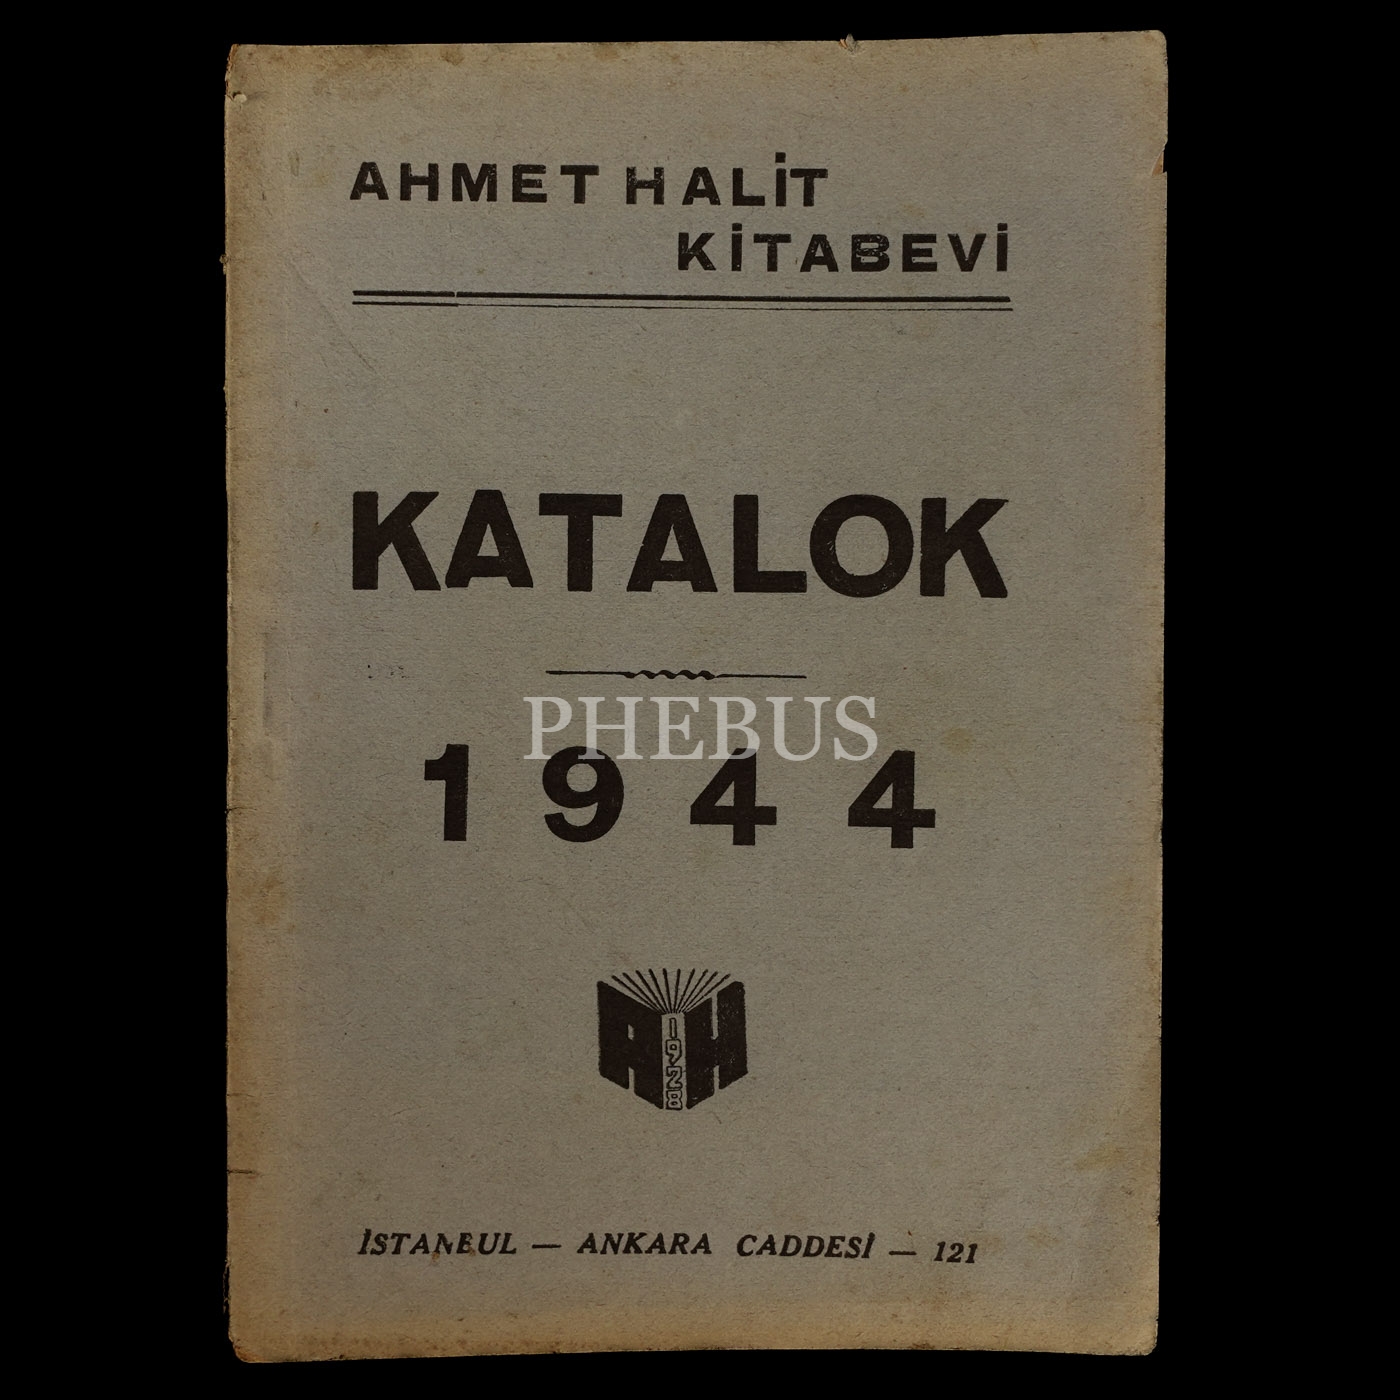 AHMET HALİT
KİTABEVİ
KATALOK
PHEBUS
1944
AH
1928
İSTANBUL — ANKARA CADDESİ — 121